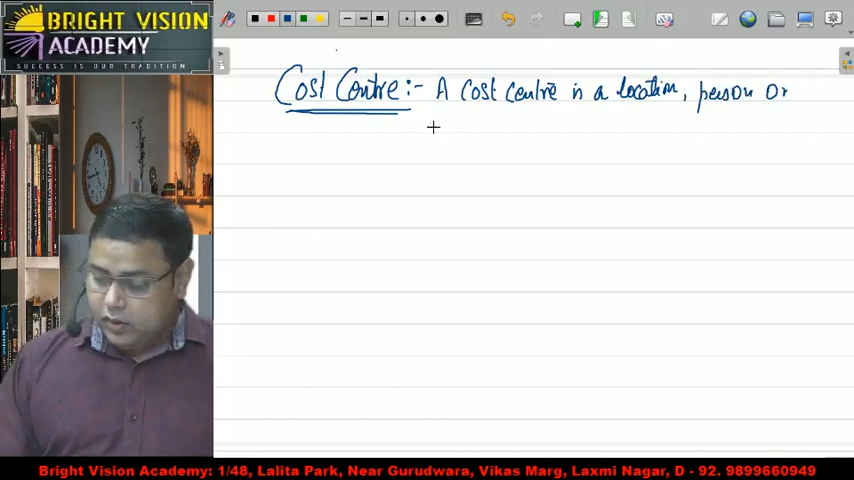 BRIGHT VISION
ACADEMY
SUCCESS IS OUR TRADITION
Cost Centre :- A Cost Centre is a location, person or
Bright Vision Academy: 1/48, Lalita Park, Near Gurudwara, Vikas Marg, Laxmi Nagar, D - 92. 9899660949